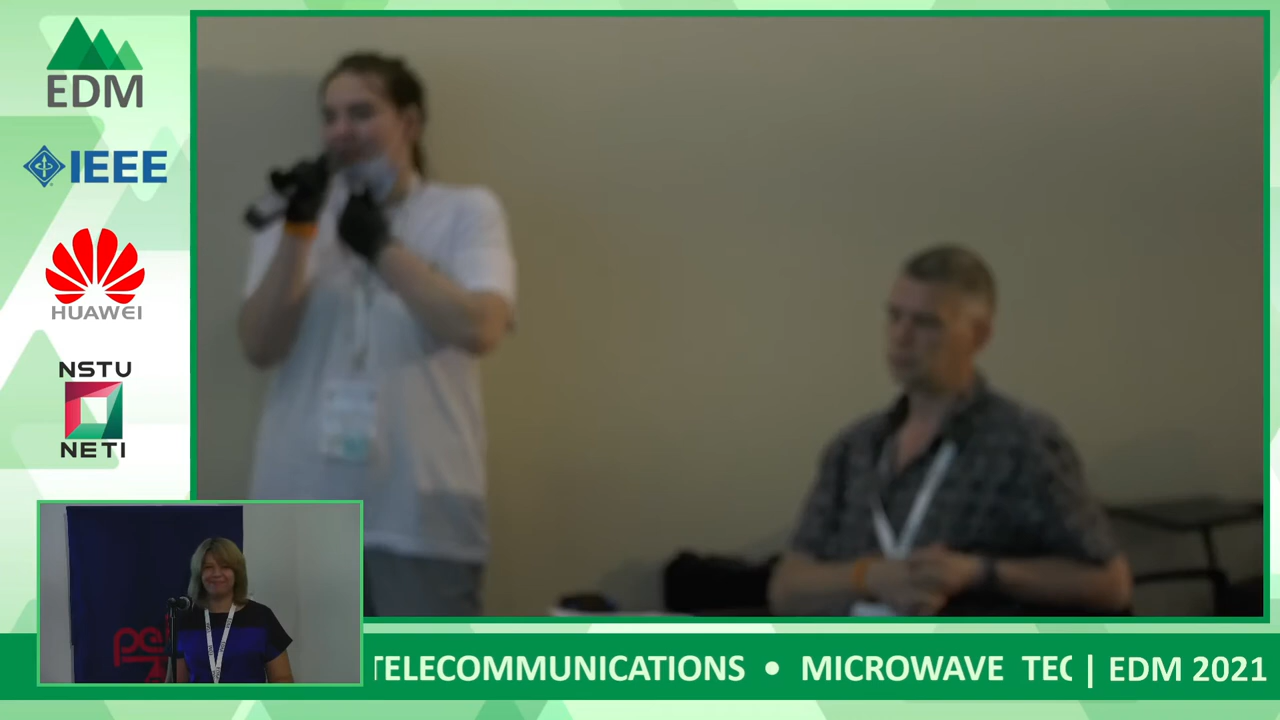 EDM
IEEE
HUAWEI
NSTU
NETI
TELECOMMUNICATIONS • MICROWAVE TEC | EDM 2021